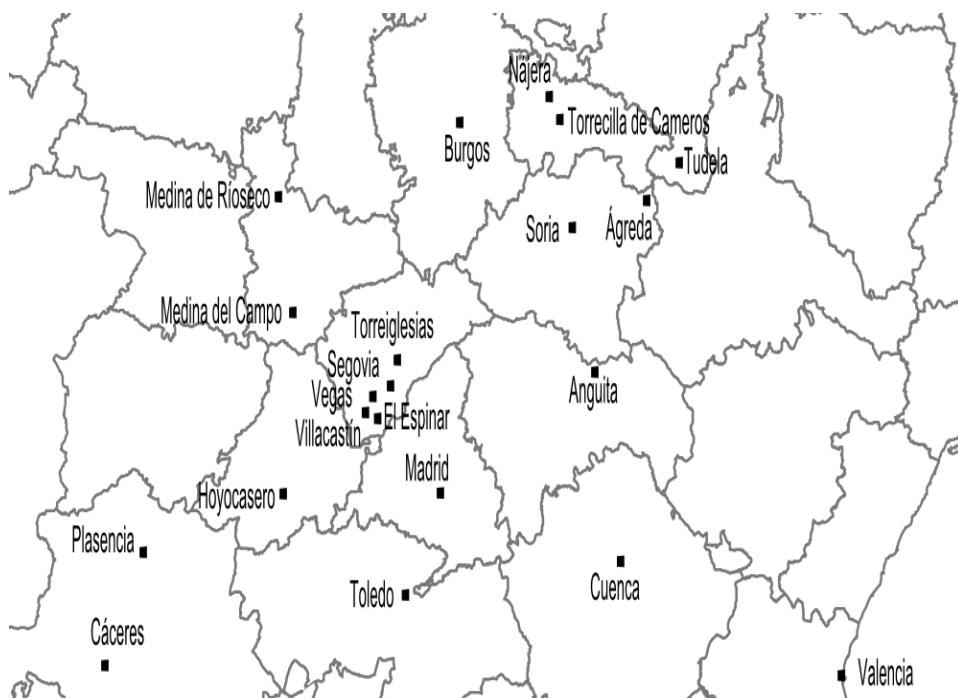 Nájera
Torrecilla de Cameros
Burgos
Tudela
Medina de Ríoseco
Ágreda
Soria
Medina del Campo
Torreiglesias
Segovia
Anguita
Vegas
El Espinar
Villacastín
Madrid
Hoyocasero
Plasencia
Cuenca
Toledo
Cáceres
Valencia